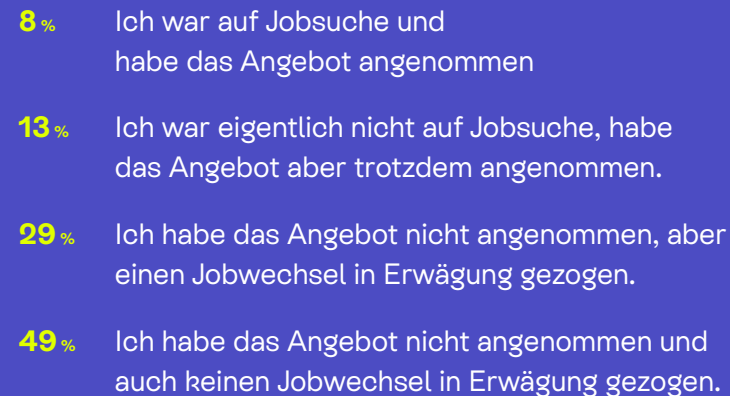 8 % Ich war auf Jobsuche und
habe das Angebot angenommen
13 % Ich war eigentlich nicht auf Jobsuche, habe
das Angebot aber trotzdem angenommen.
29 % Ich habe das Angebot nicht angenommen, aber
einen Jobwechsel in Erwägung gezogen.
49 % Ich habe das Angebot nicht angenommen und
auch keinen Jobwechsel in Erwägung gezogen.